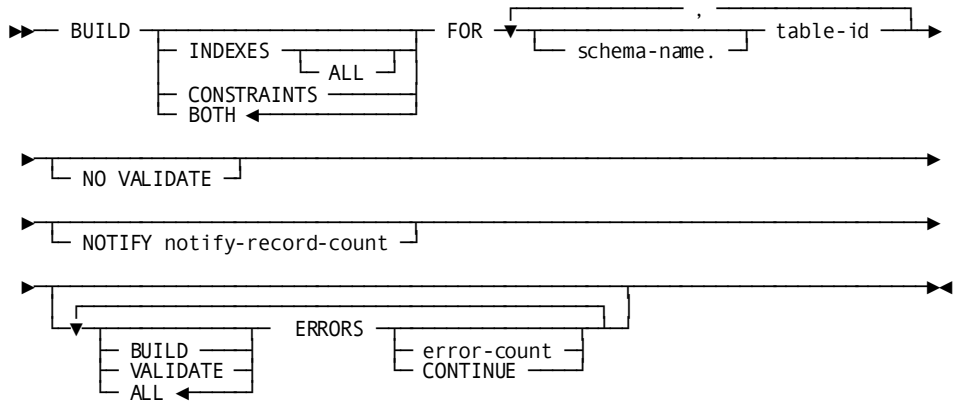 ,
BUILD FOR table-id
INDEXES schema-name.
ALL
CONSTRAINTS
BOTH
NO VALIDATE
NOTIFY notify-record-count
ERRORS
BUILD error-count
VALIDATE CONTINUE
ALL